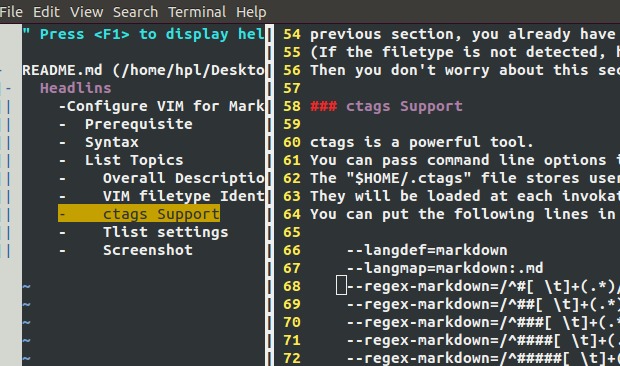 File Edit View Search Terminal Help
" Press <F1> to display hel
README.md (/home/hpl/Deskto
Headlins
-Configure VIM for Mark
- Prerequisite
- Syntax
- List Topics
- Overall Descriptio
- VIM filetype Ident
- ctags Support
- Tlist settings
- Screenshot
~
~
~
~
~
54 previous section, you already have
55 (If the filetype is not detected, h
56 Then you don't worry about this sec
57
58 ### ctags Support
59
60 ctags is a powerful tool.
61 You can pass command line options i
62 The "$HOME/.ctags" file stores user
63 They will be loaded at each invokat
64 You can put the following lines in
65
66 --langdef=markdown
67 --langmap=markdown:.md
68 --regex-markdown=/^#[ \t]+(.*)/
69 --regex-markdown=/^##[ \t]+(.*)
70 --regex-markdown=/^###[ \t]+(.*
71 --regex-markdown=/^####[ \t]+(.
72 --regex-markdown=/^#####[ \t]+(